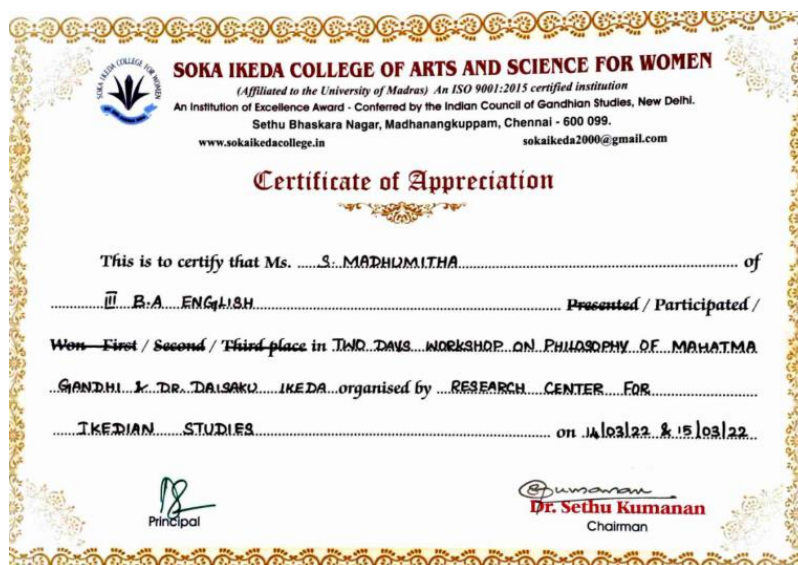 SOKA IKEDA COLLEGE OF ARTS AND SCIENCE FOR WOMEN
(Affiliated to the University of Madras) An ISO 9001:2015 certified institution
An Institution of Excellence Award - Conferred by the Indian Council of Gandhian Studies, New Delhi.
Sethu Bhaskara Nagar, Madhanangkuppam, Chennai - 600 099.
www.sokaikedacollege.in sokaikeda2000@gmail.com
Certificate of Appreciation
This is to certify that Ms. S. MADHUMITHA of
III B.A ENGLISH Presented / Participated /
Won First / Second / Third place in TWO DAYS WORKSHOP ON PHILOSOPHY OF MAHATMA
GANDHI & DR. DAISAKU IKEDA organised by RESEARCH CENTER FOR
IKEDIAN STUDIES on 14/03/22 & 15/03/22
Principal
Dr. Sethu Kumanan
Chairman